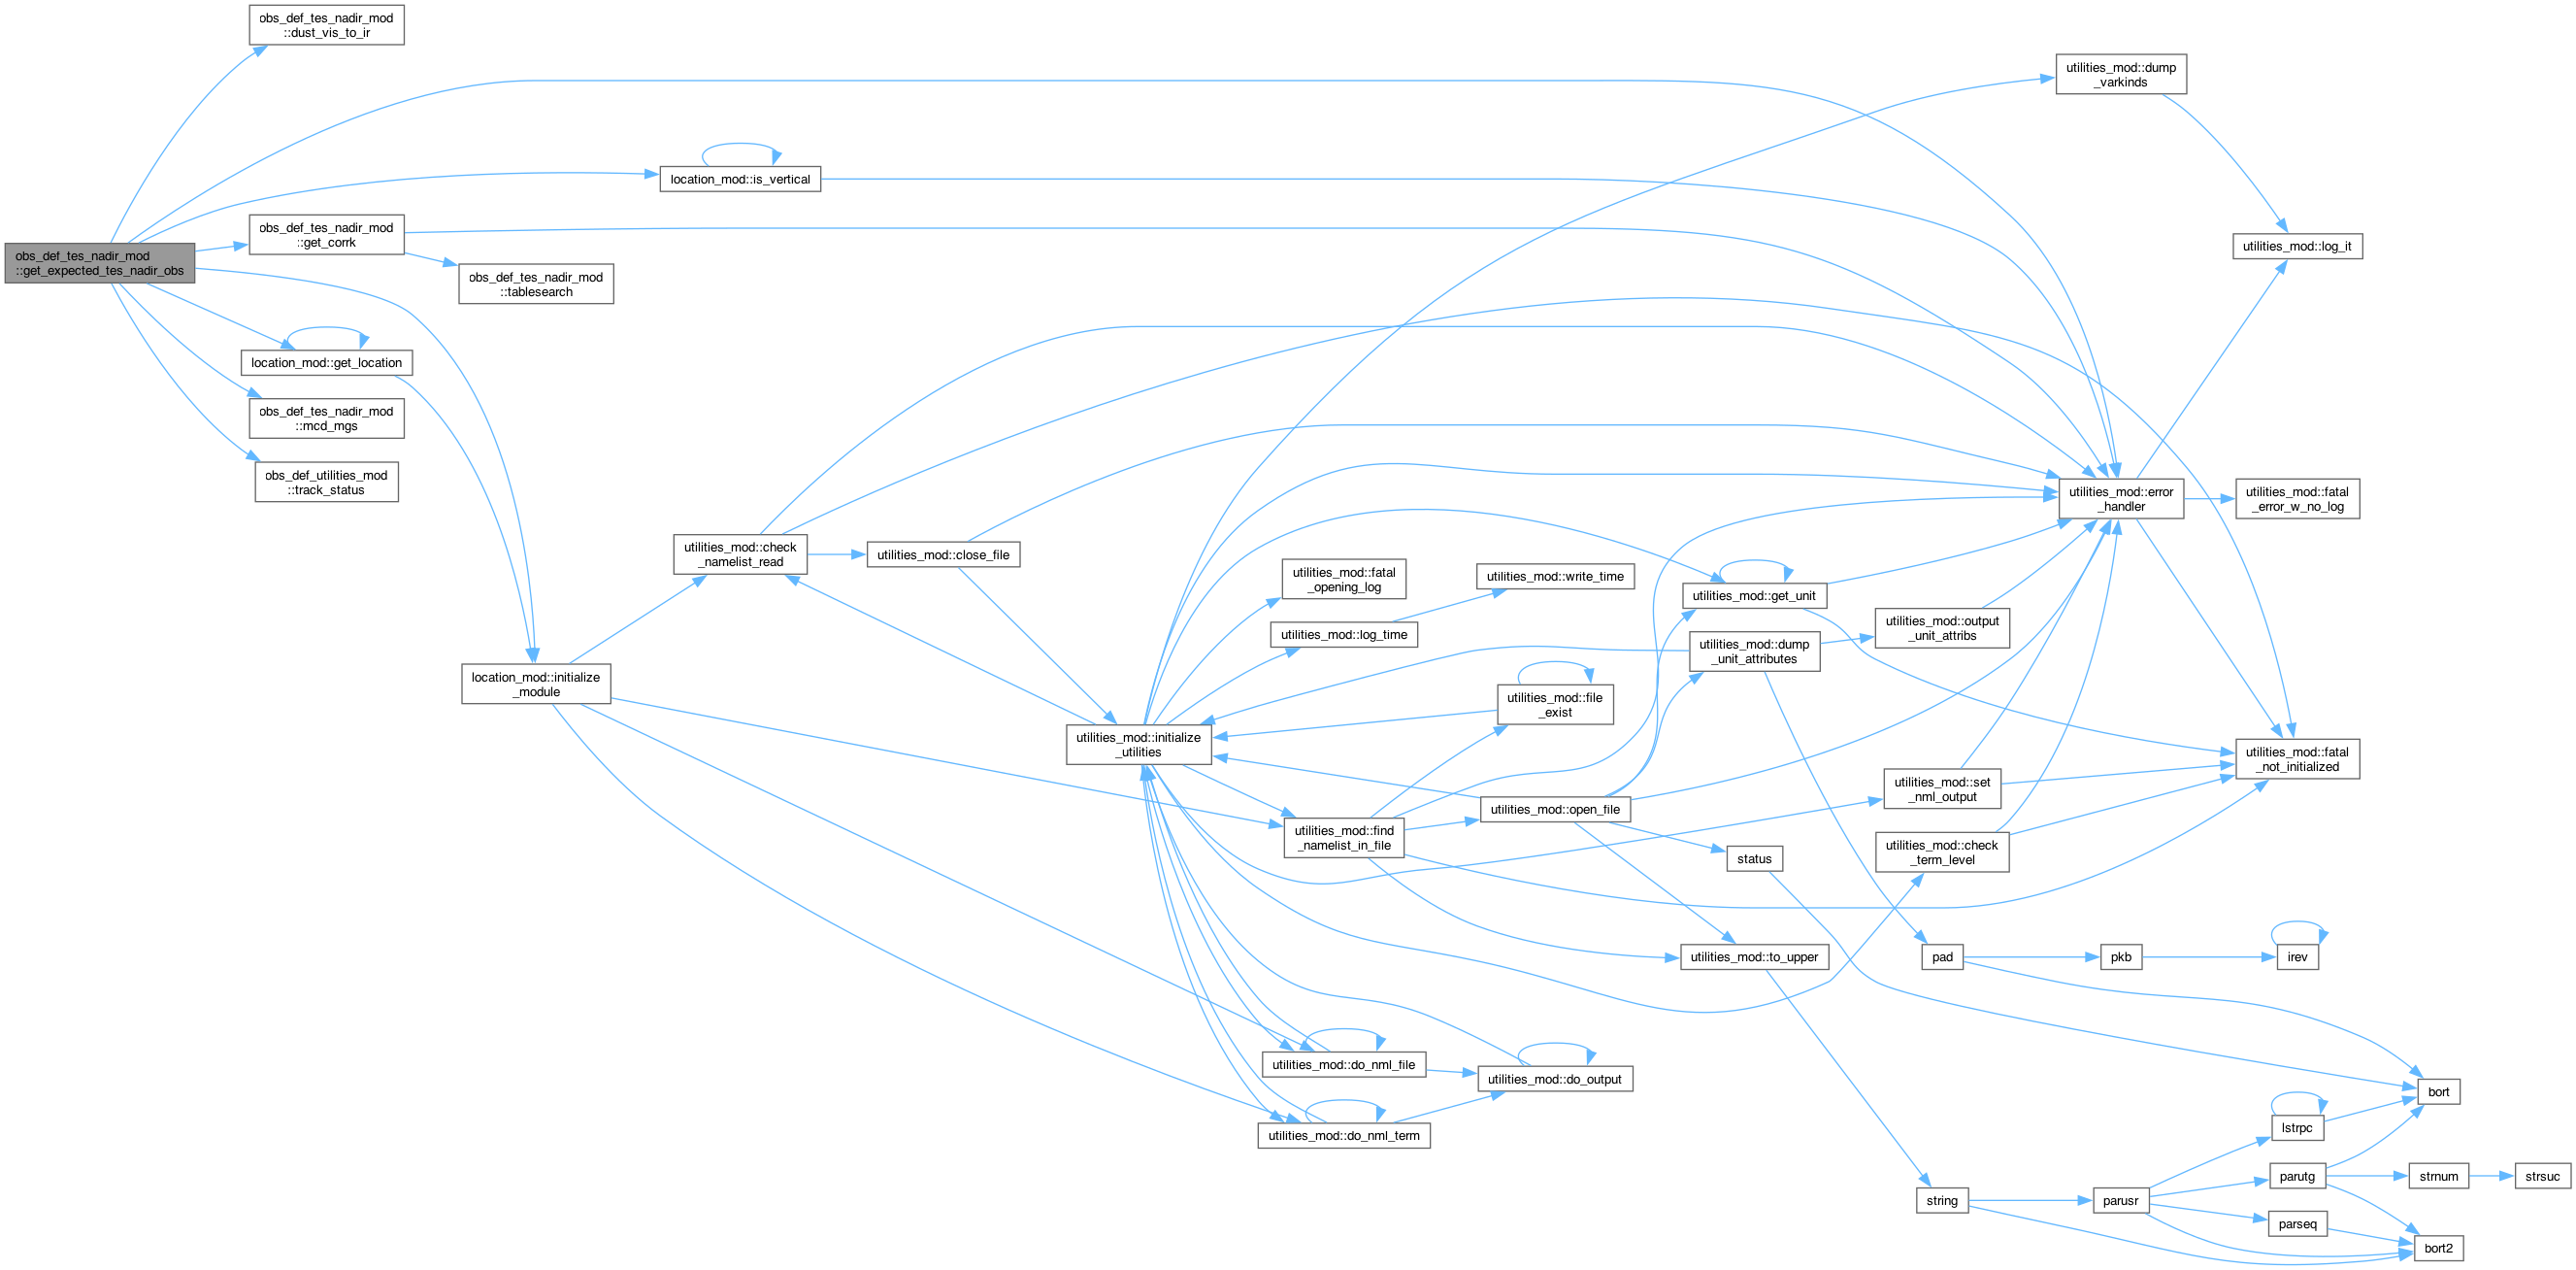 obs_def_tes_nadir_mod
::get_expected_tes_nadir_obs
obs_def_tes_nadir_mod
::dust_vis_to_ir
location_mod::is_vertical
obs_def_tes_nadir_mod
::get_corrk
obs_def_tes_nadir_mod
::tablesearch
location_mod::get_location
obs_def_tes_nadir_mod
::mcd_mgs
obs_def_utilities_mod
::track_status
location_mod::initialize
_module
utilities_mod::check
_namelist_read
utilities_mod::close_file
utilities_mod::initialize
_utilities
utilities_mod::fatal
_opening_log
utilities_mod::log_time
utilities_mod::write_time
utilities_mod::file
_exist
utilities_mod::find
_namelist_in_file
utilities_mod::open_file
utilities_mod::do_nml_file
utilities_mod::do_nml_term
utilities_mod::do_output
utilities_mod::get_unit
utilities_mod::dump
_unit_attributes
status
utilities_mod::to_upper
utilities_mod::output
_unit_attribs
utilities_mod::set
_nml_output
utilities_mod::check
_term_level
pad
string
utilities_mod::dump
_varkinds
utilities_mod::error
_handler
pkb
parusr
utilities_mod::log_it
utilities_mod::fatal
_error_w_no_log
utilities_mod::fatal
_not_initialized
irev
lstrpc
parutg
parseq
bort
strnum
strsuc
bort2